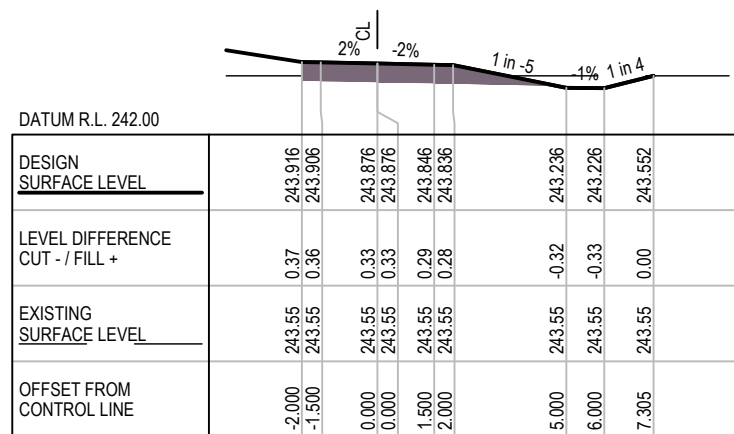 CL
2% -2% 1 in -5 -1% 1 in 4
DATUM R.L. 242.00
DESIGN
SURFACE LEVEL
243.916 243.906 243.876 243.876 243.846 243.836 243.236 243.226 243.552
LEVEL DIFFERENCE
CUT - / FILL +
0.37 0.36 0.33 0.33 0.29 0.28 -0.32 -0.33 0.00
EXISTING
SURFACE LEVEL
243.55 243.55 243.55 243.55 243.55 243.55 243.55 243.55 243.55
OFFSET FROM
CONTROL LINE
-2.000 -1.500 0.000 0.000 1.500 2.000 5.000 6.000 7.305